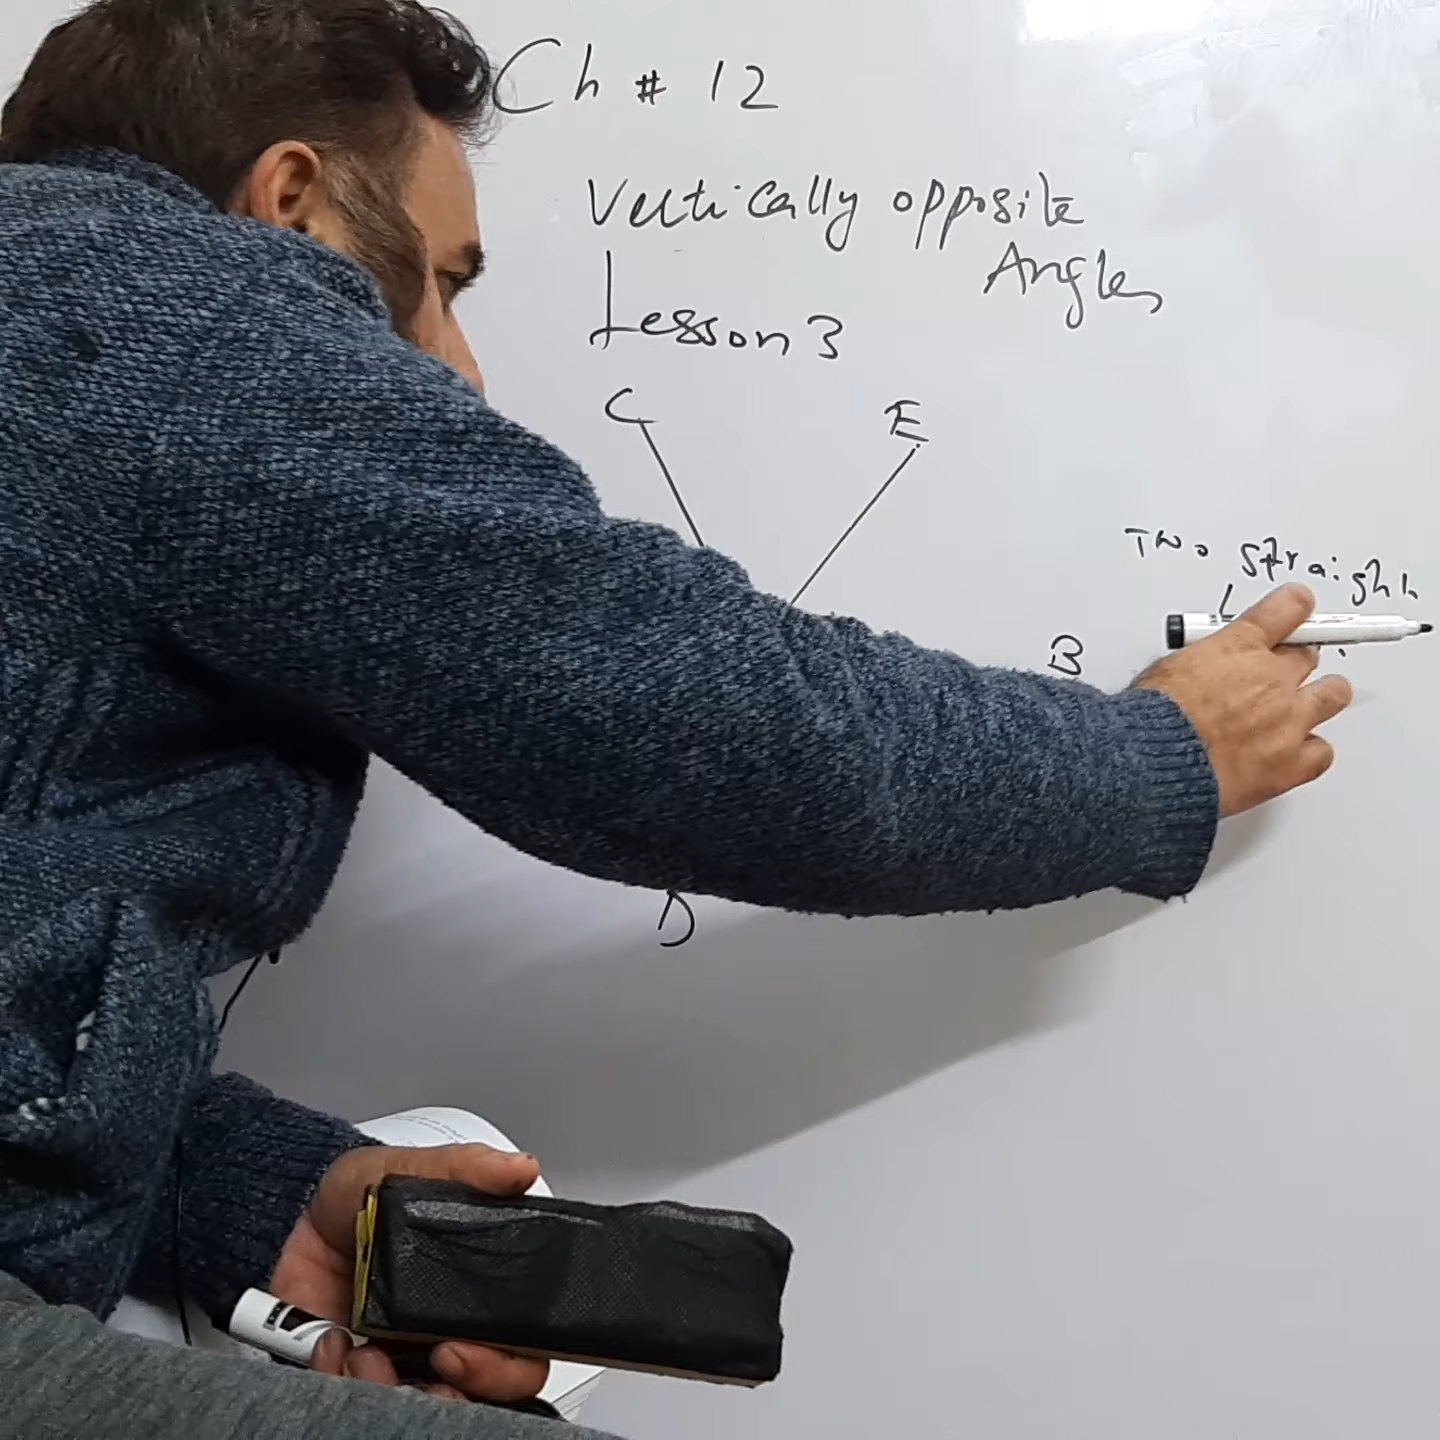 Ch # 12
Vertically opposite
Angles
Lesson 3
C
E
Two straight
B
D